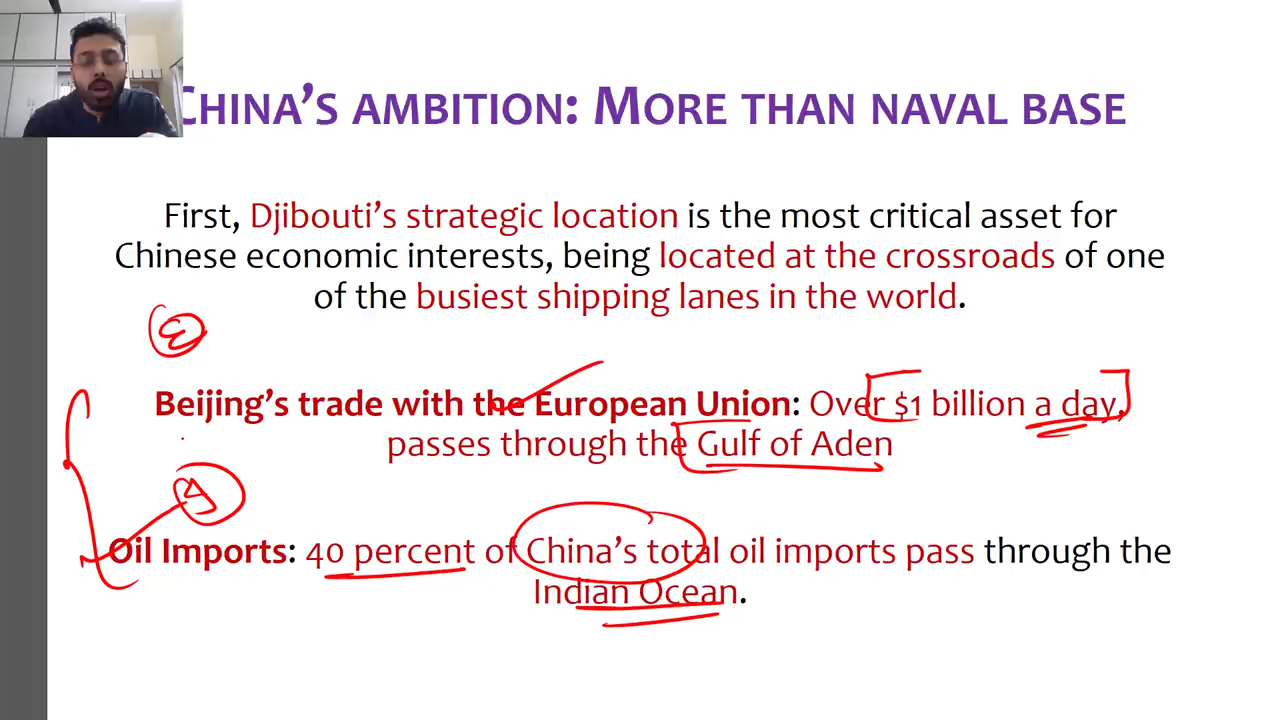 CHINA'S AMBITION: MORE THAN NAVAL BASE
First, Djibouti's strategic location is the most critical asset for
Chinese economic interests, being located at the crossroads of one
of the busiest shipping lanes in the world.
Beijing's trade with the European Union: Over $1 billion a day,
passes through the Gulf of Aden
Oil Imports: 40 percent of China's total oil imports pass through the
Indian Ocean.